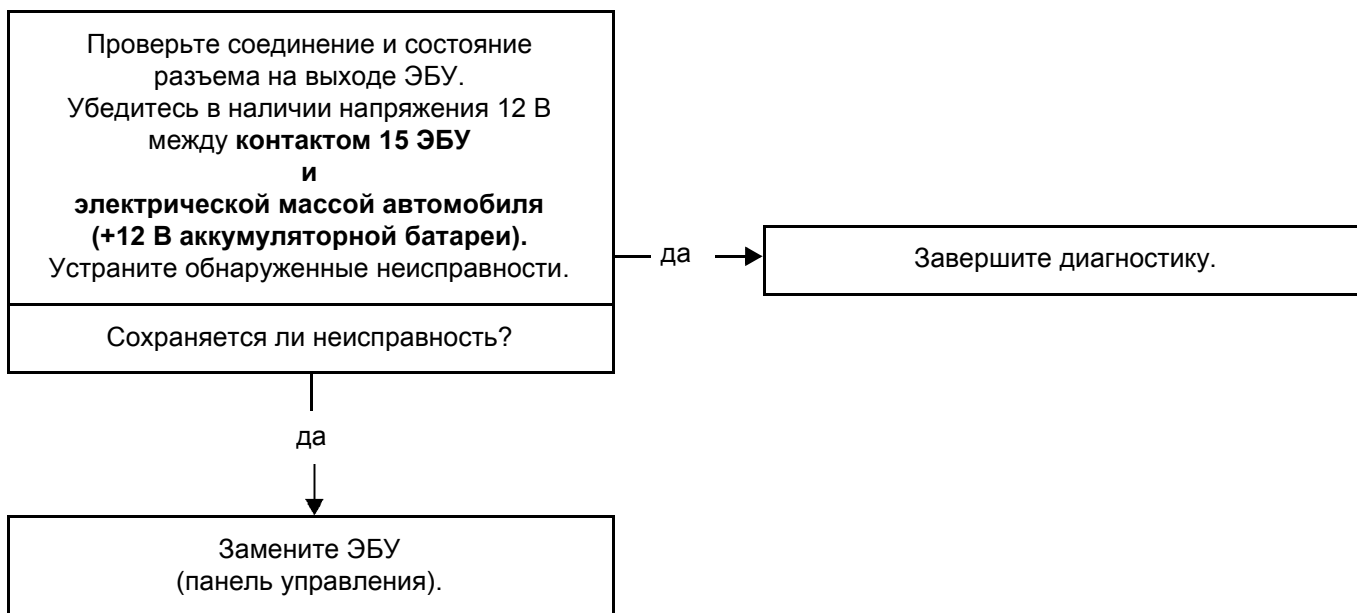 Проверьте соединение и состояние
разъема на выходе ЭБУ.
Убедитесь в наличии напряжения 12 В
между контактом 15 ЭБУ
и
электрической массой автомобиля
(+12 В аккумуляторной батареи).
Устраните обнаруженные неисправности.
да
Завершите диагностику.
Сохраняется ли неисправность?
да
Замените ЭБУ
(панель управления).